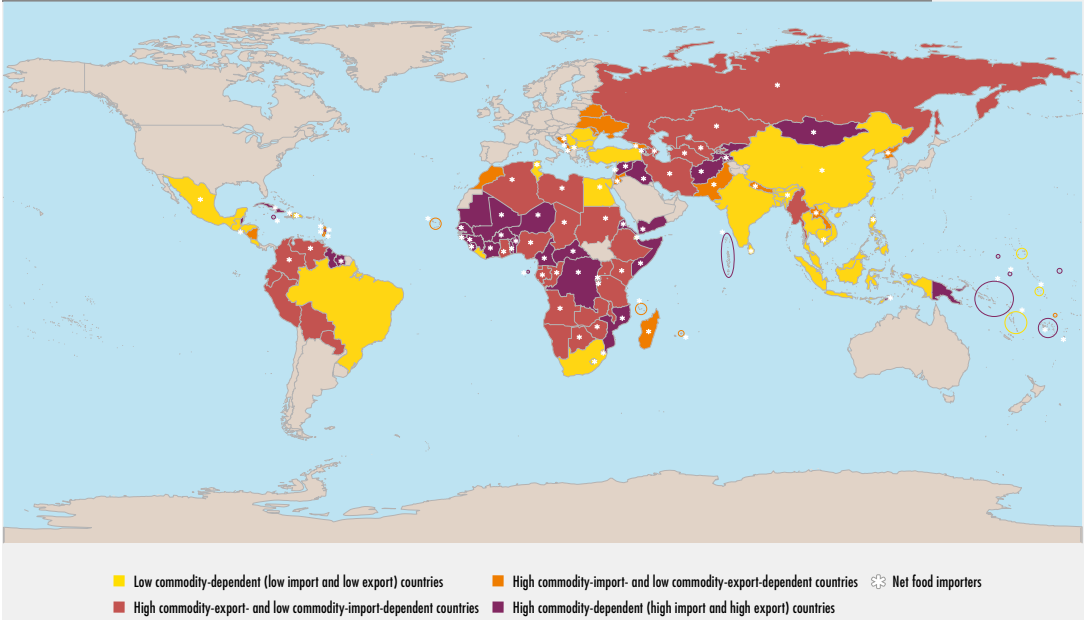 Low commodity-dependent (low import and low export) countries
High commodity-import- and low commodity-export-dependent countries
Net food importers
High commodity-export- and low commodity-import-dependent countries
High commodity-dependent (high import and high export) countries